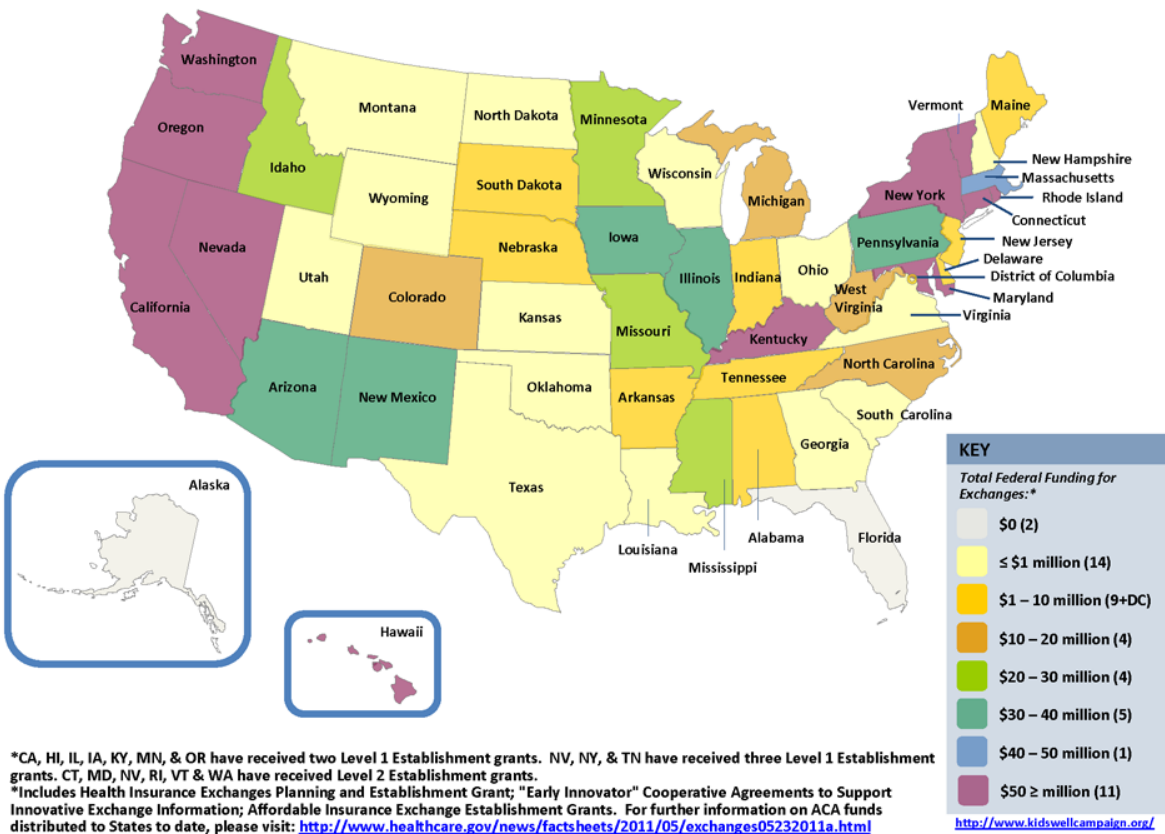 Washington
Montana
North Dakota
Minnesota
Vermont
Maine
Oregon
Idaho
Wisconsin
New Hampshire
Massachusetts
South Dakota
Wyoming
Michigan
New York
Rhode Island
Connecticut
Nevada
Nebraska
Iowa
Pennsylvania
New Jersey
Delaware
Utah
Illinois
Indiana
Ohio
District of Columbia
California
Colorado
West
Virginia
Maryland
Virginia
Kansas
Missouri
Kentucky
Arizona
New Mexico
Oklahoma
Arkansas
Tennessee
North Carolina
South Carolina
Georgia
Texas
Alaska
Louisiana
Mississippi
Alabama
Florida
Hawaii
KEY
Total Federal Funding for
Exchanges:*
$0 (2)
≤ $1 million (14)
$1 – 10 million (9+DC)
$10 – 20 million (4)
$20 – 30 million (4)
$30 – 40 million (5)
$40 – 50 million (1)
$50 ≥ million (11)
*CA, HI, IL, IA, KY, MN, & OR have received two Level 1 Establishment grants.  NV, NY, & TN have received three Level 1 Establishment
grants. CT, MD, NV, RI, VT & WA have received Level 2 Establishment grants.
*Includes Health Insurance Exchanges Planning and Establishment Grant; "Early Innovator" Cooperative Agreements to Support
Innovative Exchange Information; Affordable Insurance Exchange Establishment Grants.  For further information on ACA funds
distributed to States to date, please visit: http://www.healthcare.gov/news/factsheets/2011/05/exchanges05232011a.html
http://www.kidswellcampaign.org/